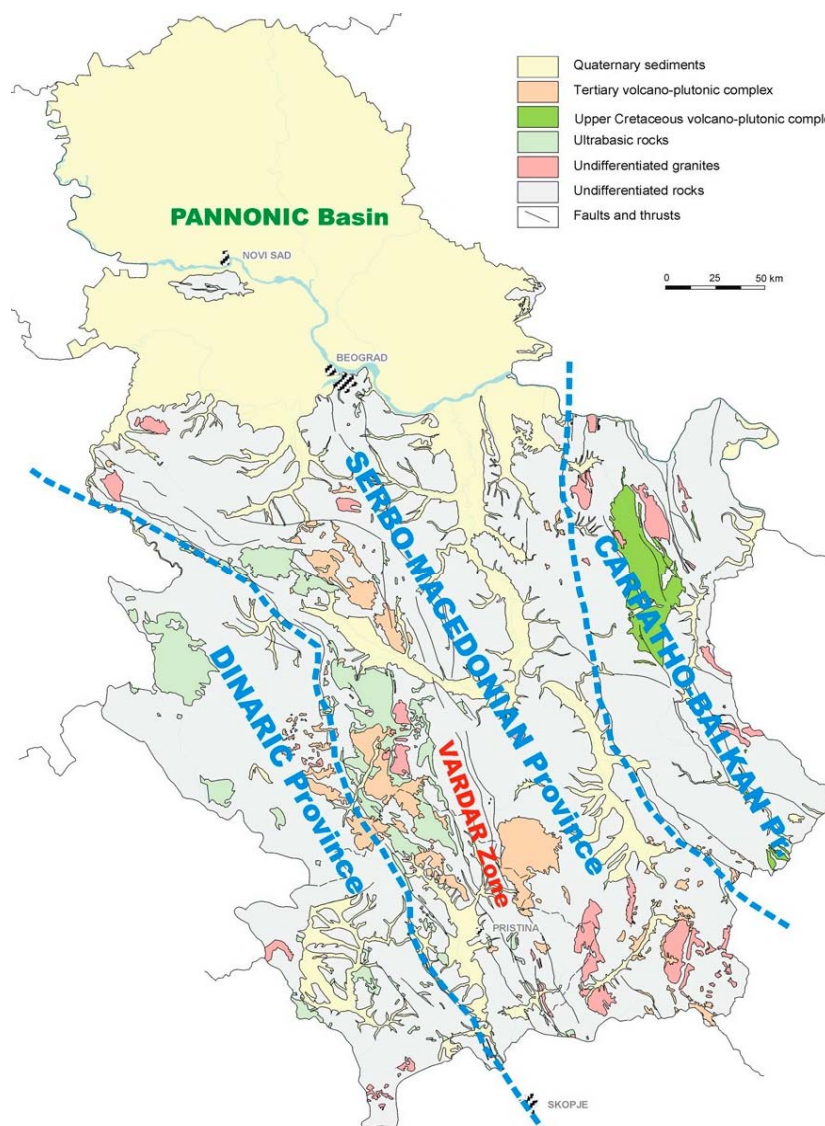 Quaternary sediments
Tertiary volcano-plutonic complex
Upper Cretaceous volcano-plutonic comple
Ultrabasic rocks
Undifferentiated granites
Undifferentiated rocks
Faults and thrusts
0 25 50 km
PANNONIC Basin
NOVI SAD
BEOGRAD
SERBO-MACEDONIAN Province
CARPATHO-BALKAN Pr.
DINARIC Province
VARDAR Zone
PRISTINA
SKOPJE